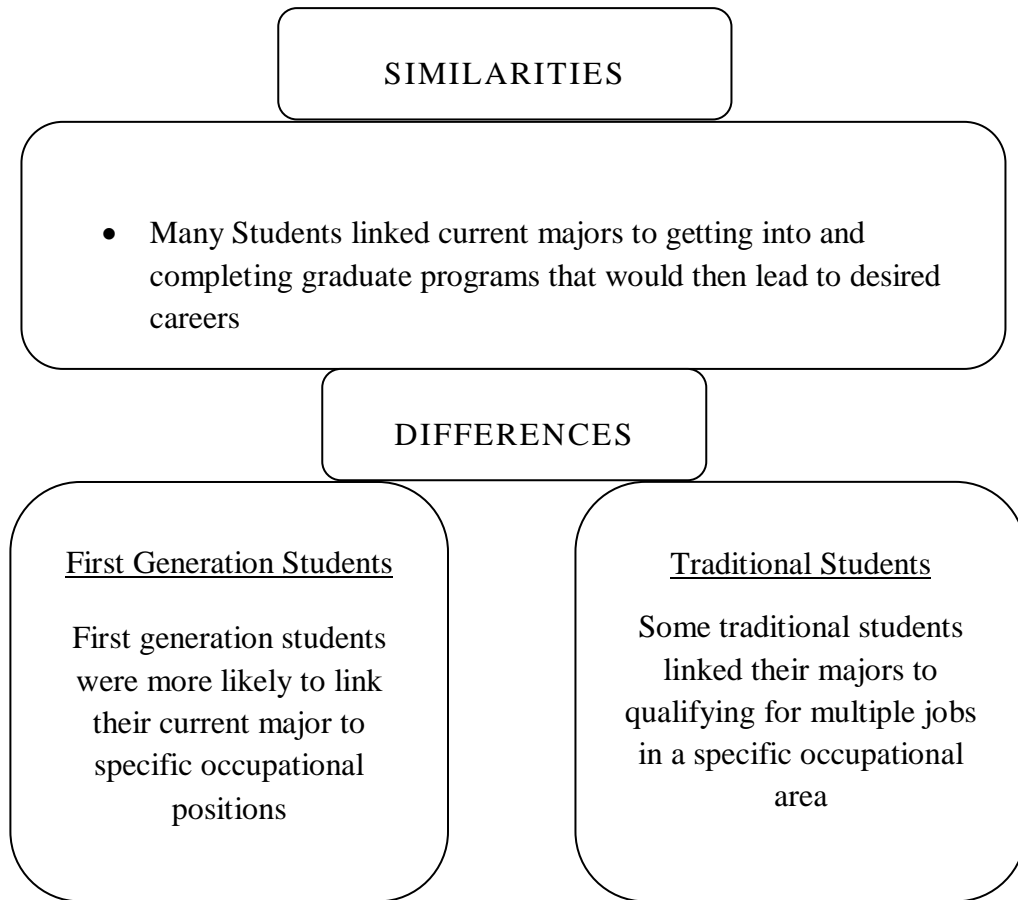 SIMILARITIES
• Many Students linked current majors to getting into and
completing graduate programs that would then lead to desired
careers
DIFFERENCES
First Generation Students
First generation students
were more likely to link
their current major to
specific occupational
positions
Traditional Students
Some traditional students
linked their majors to
qualifying for multiple jobs
in a specific occupational
area